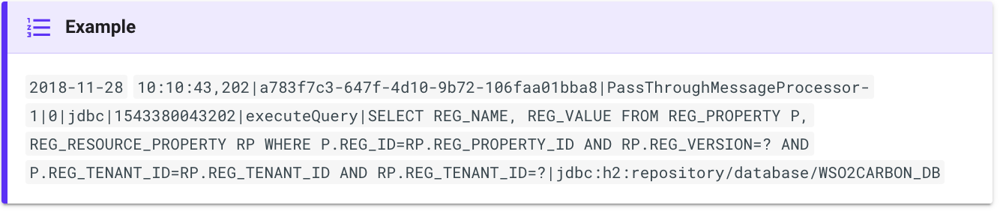 Example
2018-11-28 10:10:43,202|a783f7c3-647f-4d10-9b72-106faa01bba8|PassThroughMessageProcessor-
1|0|jdbc|1543380043202|executeQuery|SELECT REG_NAME, REG_VALUE FROM REG_PROPERTY P,
REG_RESOURCE_PROPERTY RP WHERE P.REG_ID=RP.REG_PROPERTY_ID AND RP.REG_VERSION=? AND
P.REG_TENANT_ID=RP.REG_TENANT_ID AND RP.REG_TENANT_ID=?|jdbc:h2:repository/database/WSO2CARBON_DB